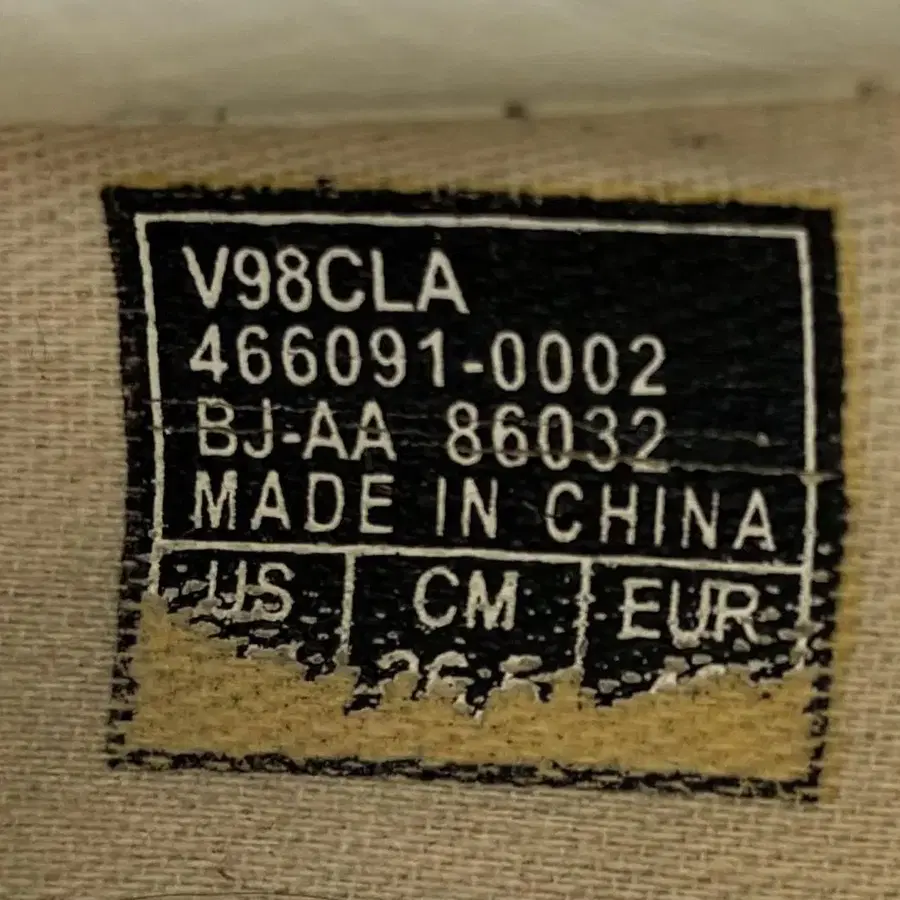 V98CLA
466091-0002
BJ-AA 86032
MADE IN CHINA
US CM EUR